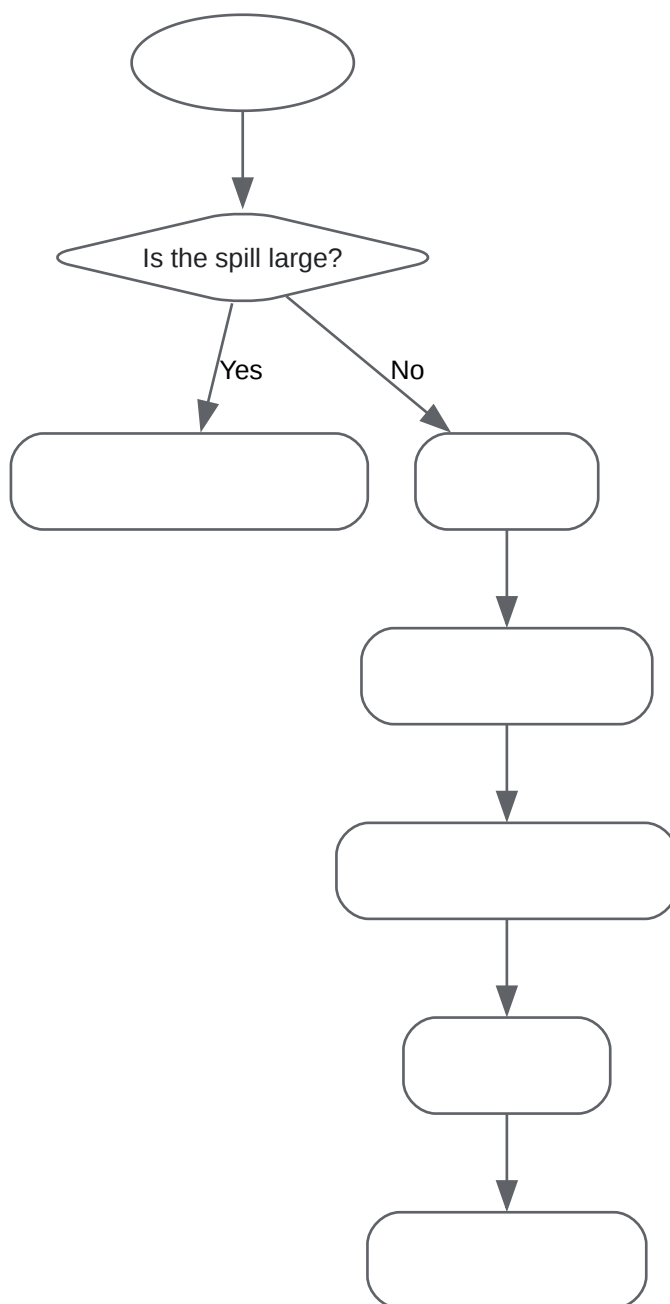 Is the spill large?
Yes
No